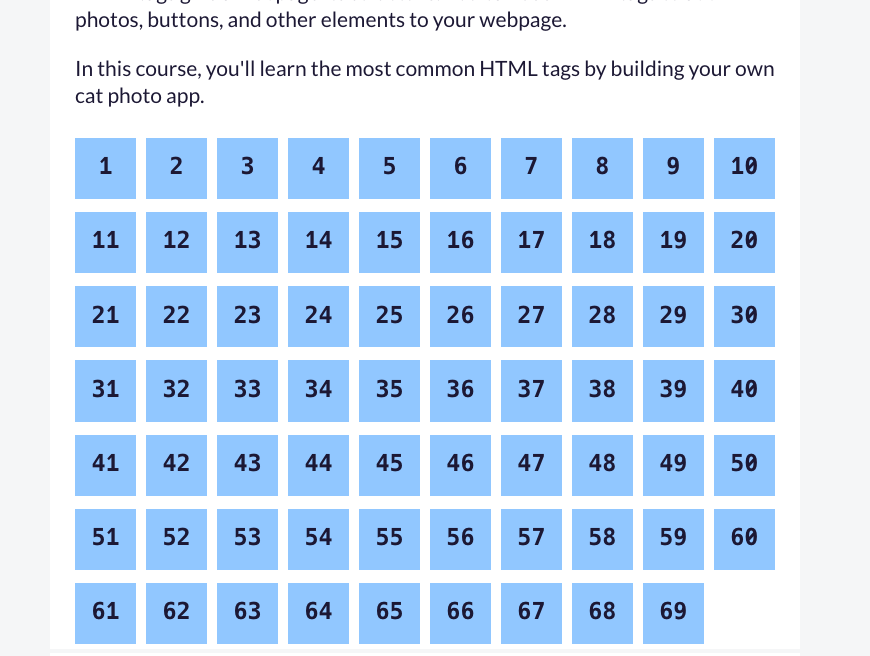 photos, buttons, and other elements to your webpage.
In this course, you'll learn the most common HTML tags by building your own
cat photo app.
1 2 3 4 5 6 7 8 9 10
11 12 13 14 15 16 17 18 19 20
21 22 23 24 25 26 27 28 29 30
31 32 33 34 35 36 37 38 39 40
41 42 43 44 45 46 47 48 49 50
51 52 53 54 55 56 57 58 59 60
61 62 63 64 65 66 67 68 69